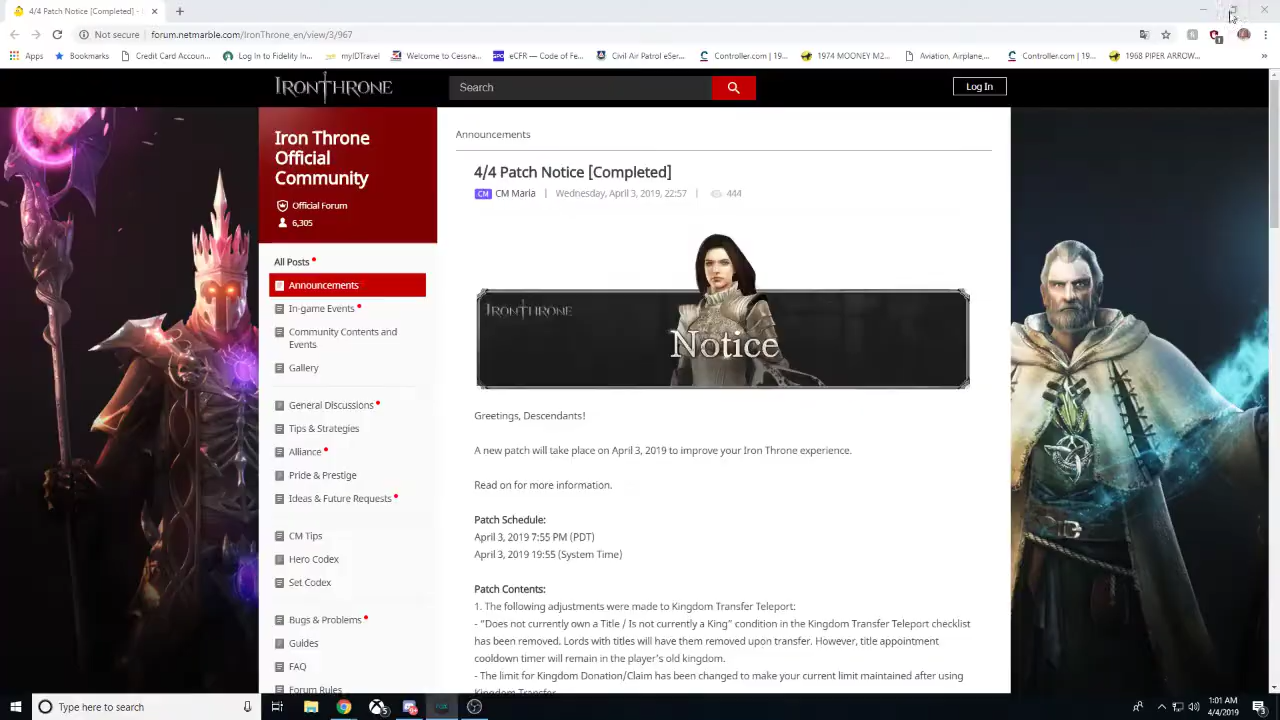 4/4 Patch Notice [Completed] -
Not secure
forum.netmarble.com/IronThrone_en/view/3/967
Apps
Bookmarks
Credit Card Accoun...
Log In to Fidelity In...
myIDTravel
Welcome to Cessna...
eCFR — Code of Fe...
Civil Air Patrol eSer...
Controller.com | 19...
1974 MOONEY M2...
Aviation, Airplane,...
Controller.com | 19...
1968 PIPER ARROW...
IRON THRONE
Search
Log In
Iron Throne
Official
Community
Official Forum
6,305
All Posts
Announcements
In-game Events
Community Contents and
Events
Gallery
General Discussions
Tips & Strategies
Alliance
Pride & Prestige
Ideas & Future Requests
CM Tips
Hero Codex
Set Codex
Bugs & Problems
Guides
FAQ
Forum Rules
Announcements
4/4 Patch Notice [Completed]
CM CM Maria | Wednesday, April 3, 2019, 22:57 | 444
IRON THRONE
Notice
Greetings, Descendants!
A new patch will take place on April 3, 2019 to improve your Iron Throne experience.
Read on for more information.
Patch Schedule:
April 3, 2019 7:55 PM (PDT)
April 3, 2019 19:55 (System Time)
Patch Contents:
1. The following adjustments were made to Kingdom Transfer Teleport:
- "Does not currently own a Title / Is not currently a King" condition in the Kingdom Transfer Teleport checklist
has been removed. Lords with titles will have them removed upon transfer. However, title appointment
cooldown timer will remain in the player's old kingdom.
- The limit for Kingdom Donation/Claim has been changed to make your current limit maintained after using
Kingdom Transfer
Type here to search
1:01 AM
4/4/2019